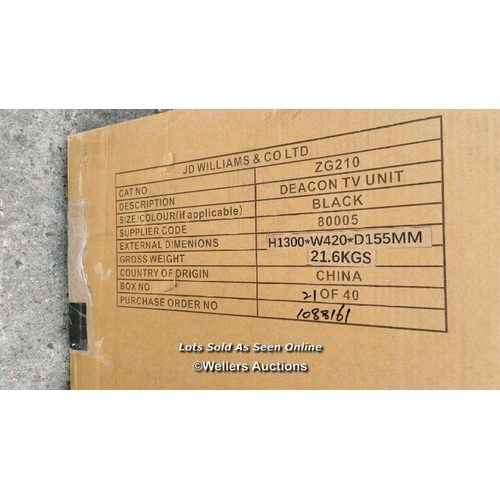 JD WILLIAMS & CO LTD
CAT NO ZG210
DESCRIPTION DEACON TV UNIT
SIZE/COLOUR(if applicable) BLACK
SUPPLIER CODE 80005
EXTERNAL DIMENIONS H1300*W420*D155MM
GROSS WEIGHT 21.6KGS
COUNTRY OF ORIGIN CHINA
BOX NO 21 OF 40
PURCHASE ORDER NO 1088161
Lots Sold As Seen Online
©Wellers Auctions